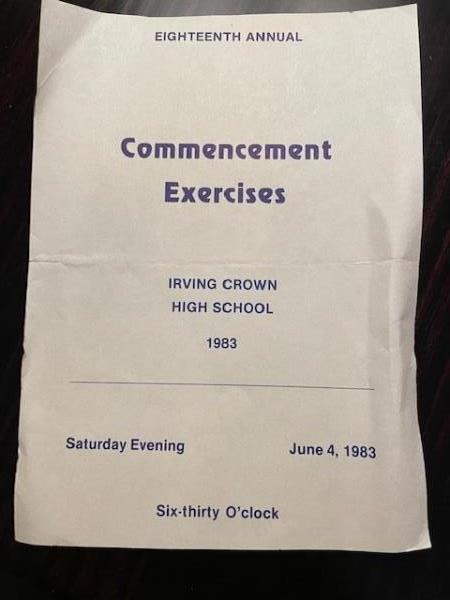 EIGHTEENTH ANNUAL
Commencement
Exercises
IRVING CROWN
HIGH SCHOOL
1983
Saturday Evening June 4, 1983
Six-thirty O'clock